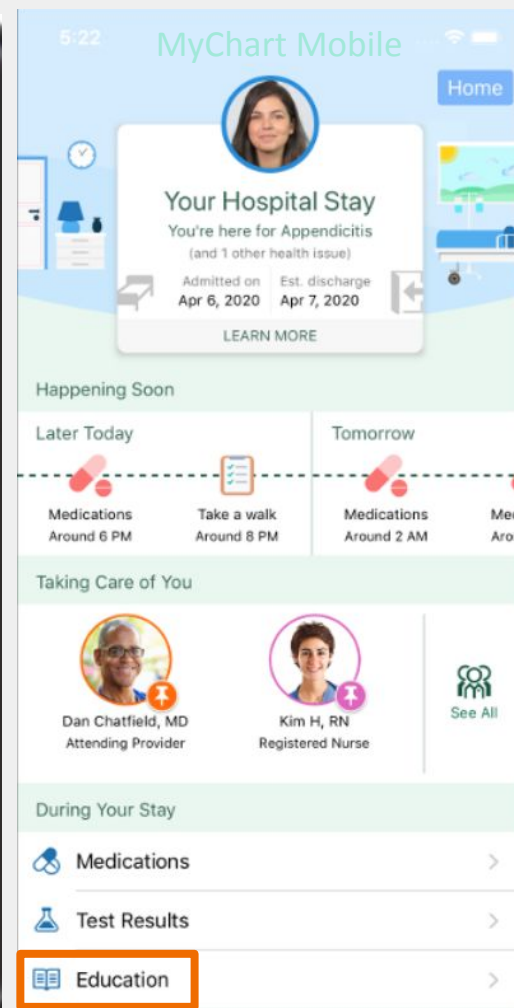 5:22
MyChart Mobile
Home
Your Hospital Stay
You're here for Appendicitis
(and 1 other health issue)
Admitted on Est. discharge
Apr 6, 2020 Apr 7, 2020
LEARN MORE
Happening Soon
Later Today Tomorrow
Medications Take a walk Medications
Around 6 PM Around 8 PM Around 2 AM
Taking Care of You
Dan Chatfield, MD Kim H, RN
Attending Provider Registered Nurse
See All
During Your Stay
Medications
Test Results
Education